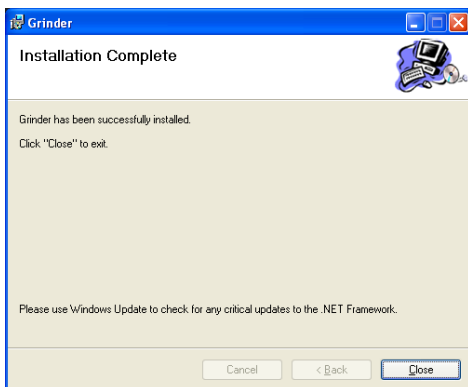 Grinder
Installation Complete
Grinder has been successfully installed.
Click "Close" to exit.
Please use Windows Update to check for any critical updates to the .NET Framework.
Cancel
< Back
Close